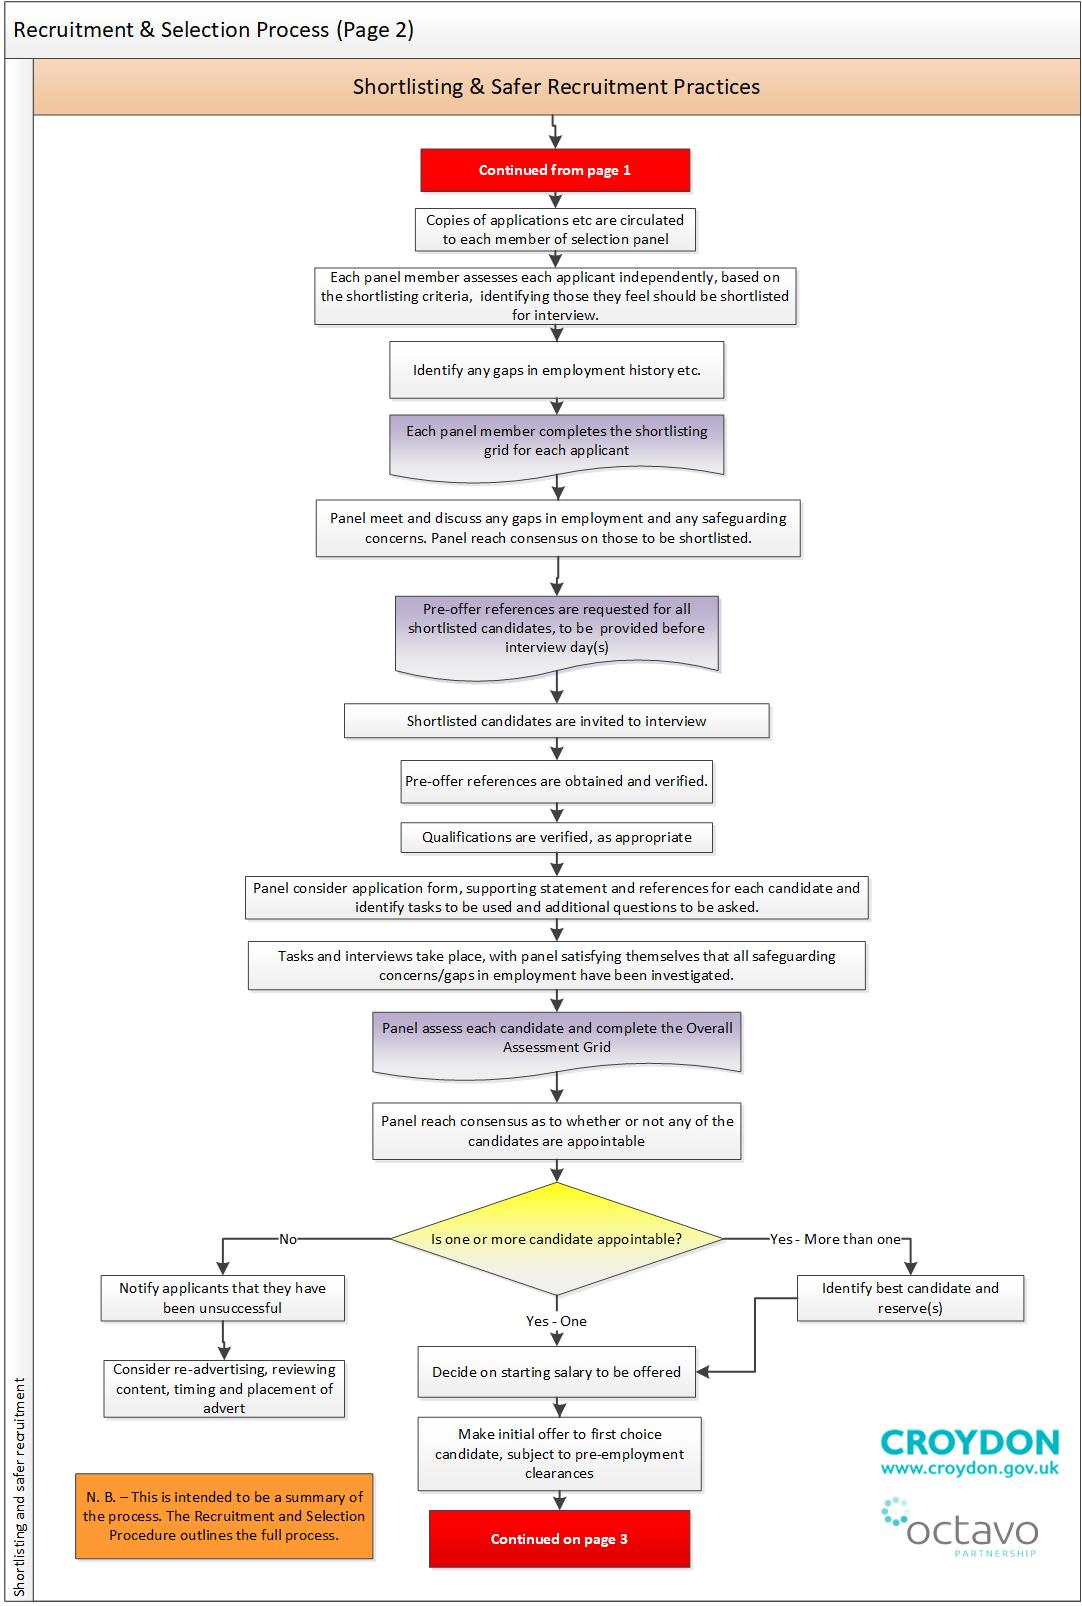 Recruitment & Selection Process (Page 2)
Shortlisting & Safer Recruitment Practices
Continued from page 1
Copies of applications etc are circulated
to each member of selection panel
Each panel member assesses each applicant independently, based on
the shortlisting criteria,  identifying those they feel should be shortlisted
for interview.
Identify any gaps in employment history etc.
Each panel member completes the shortlisting
grid for each applicant
Panel meet and discuss any gaps in employment and any safeguarding
concerns. Panel reach consensus on those to be shortlisted.
Pre-offer references are requested for all
shortlisted candidates, to be  provided before
interview day(s)
Shortlisted candidates are invited to interview
Pre-offer references are obtained and verified.
Qualifications are verified, as appropriate
Panel consider application form, supporting statement and references for each candidate and
identify tasks to be used and additional questions to be asked.
Tasks and interviews take place, with panel satisfying themselves that all safeguarding
concerns/gaps in employment have been investigated.
Panel assess each candidate and complete the Overall
Assessment Grid
Panel reach consensus as to whether or not any of the
candidates are appointable
Is one or more candidate appointable?
No
Yes - More than one
Notify applicants that they have
been unsuccessful
Identify best candidate and
reserve(s)
Yes - One
Consider re-advertising, reviewing
content, timing and placement of
advert
Decide on starting salary to be offered
Make initial offer to first choice
candidate, subject to pre-employment
clearances
Continued on page 3
N. B. – This is intended to be a summary of
the process. The Recruitment and Selection
Procedure outlines the full process.
CROYDON
www.croydon.gov.uk
octavo
PARTNERSHIP
Shortlisting and safer recruitment